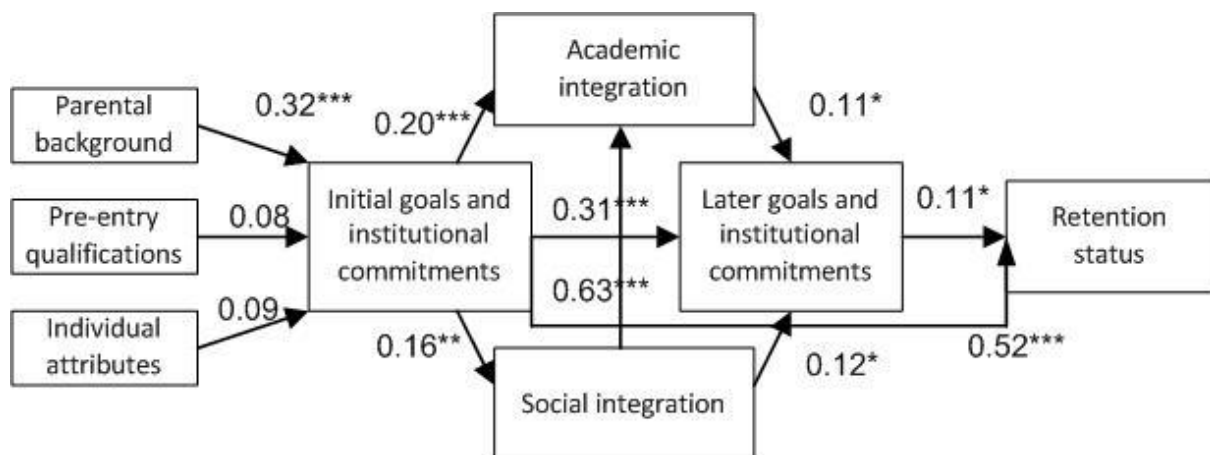 Academic
integration
Parental
background
0.32***
0.20***
0.11*
Pre-entry
qualifications
0.08
Initial goals and
institutional
commitments
0.31***
0.63***
Later goals and
institutional
commitments
0.11*
Retention
status
Individual
attributes
0.09
0.16**
Social integration
0.12*
0.52***